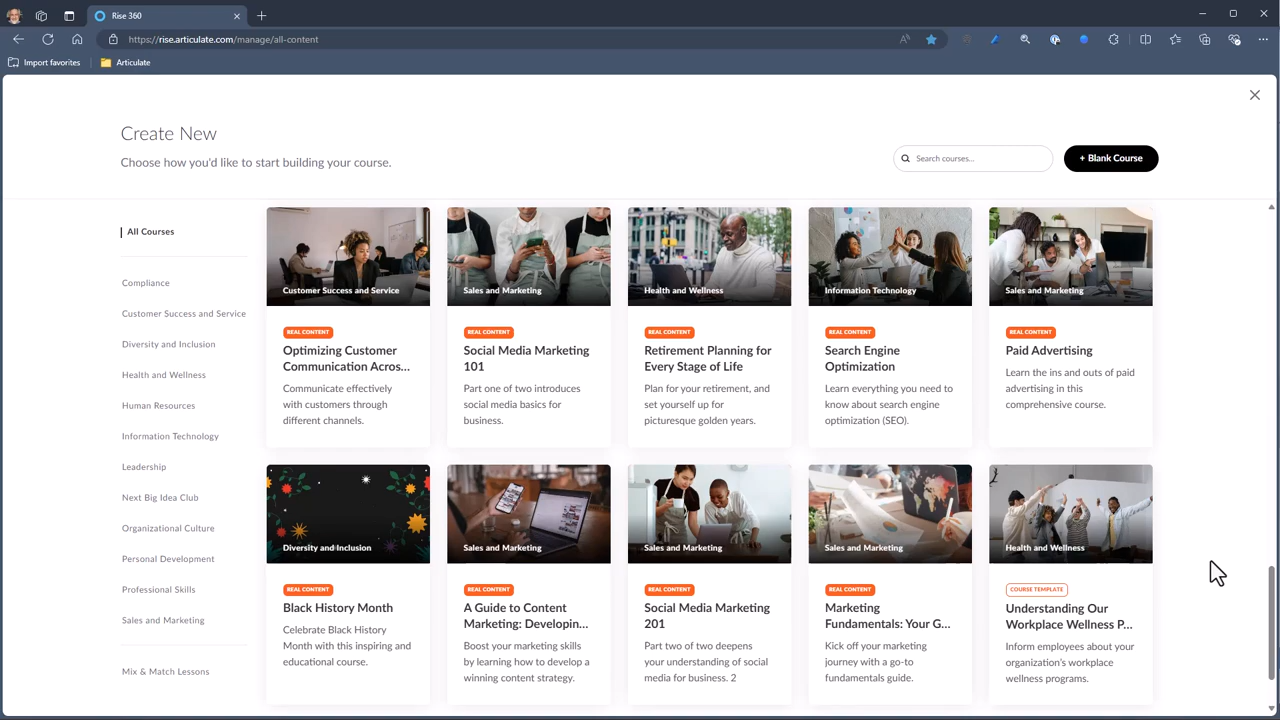 Rise 360
https://rise.articulate.com/manage/all-content
Import favorites
Articulate
Create New
Choose how you'd like to start building your course.
Search courses...
+ Blank Course
All Courses
Compliance
Customer Success and Service
Diversity and Inclusion
Health and Wellness
Human Resources
Information Technology
Leadership
Next Big Idea Club
Organizational Culture
Personal Development
Professional Skills
Sales and Marketing
Mix & Match Lessons
Customer Success and Service
REAL CONTENT
Optimizing Customer
Communication Acros...
Communicate effectively
with customers through
different channels.
Sales and Marketing
REAL CONTENT
Social Media Marketing
101
Part one of two introduces
social media basics for
business.
Health and Wellness
REAL CONTENT
Retirement Planning for
Every Stage of Life
Plan for your retirement, and
set yourself up for
picturesque golden years.
Information Technology
REAL CONTENT
Search Engine
Optimization
Learn everything you need to
know about search engine
optimization (SEO).
Sales and Marketing
REAL CONTENT
Paid Advertising
Learn the ins and outs of paid
advertising in this
comprehensive course.
Diversity and Inclusion
REAL CONTENT
Black History Month
Celebrate Black History
Month with this inspiring and
educational course.
Sales and Marketing
REAL CONTENT
A Guide to Content
Marketing: Developin...
Boost your marketing skills
by learning how to develop a
winning content strategy.
Sales and Marketing
REAL CONTENT
Social Media Marketing
201
Part two of two deepens
your understanding of social
media for business. 2
Sales and Marketing
REAL CONTENT
Marketing
Fundamentals: Your G...
Kick off your marketing
journey with a go-to
fundamentals guide.
Health and Wellness
COURSE TEMPLATE
Understanding Our
Workplace Wellness P...
Inform employees about your
organization's workplace
wellness programs.